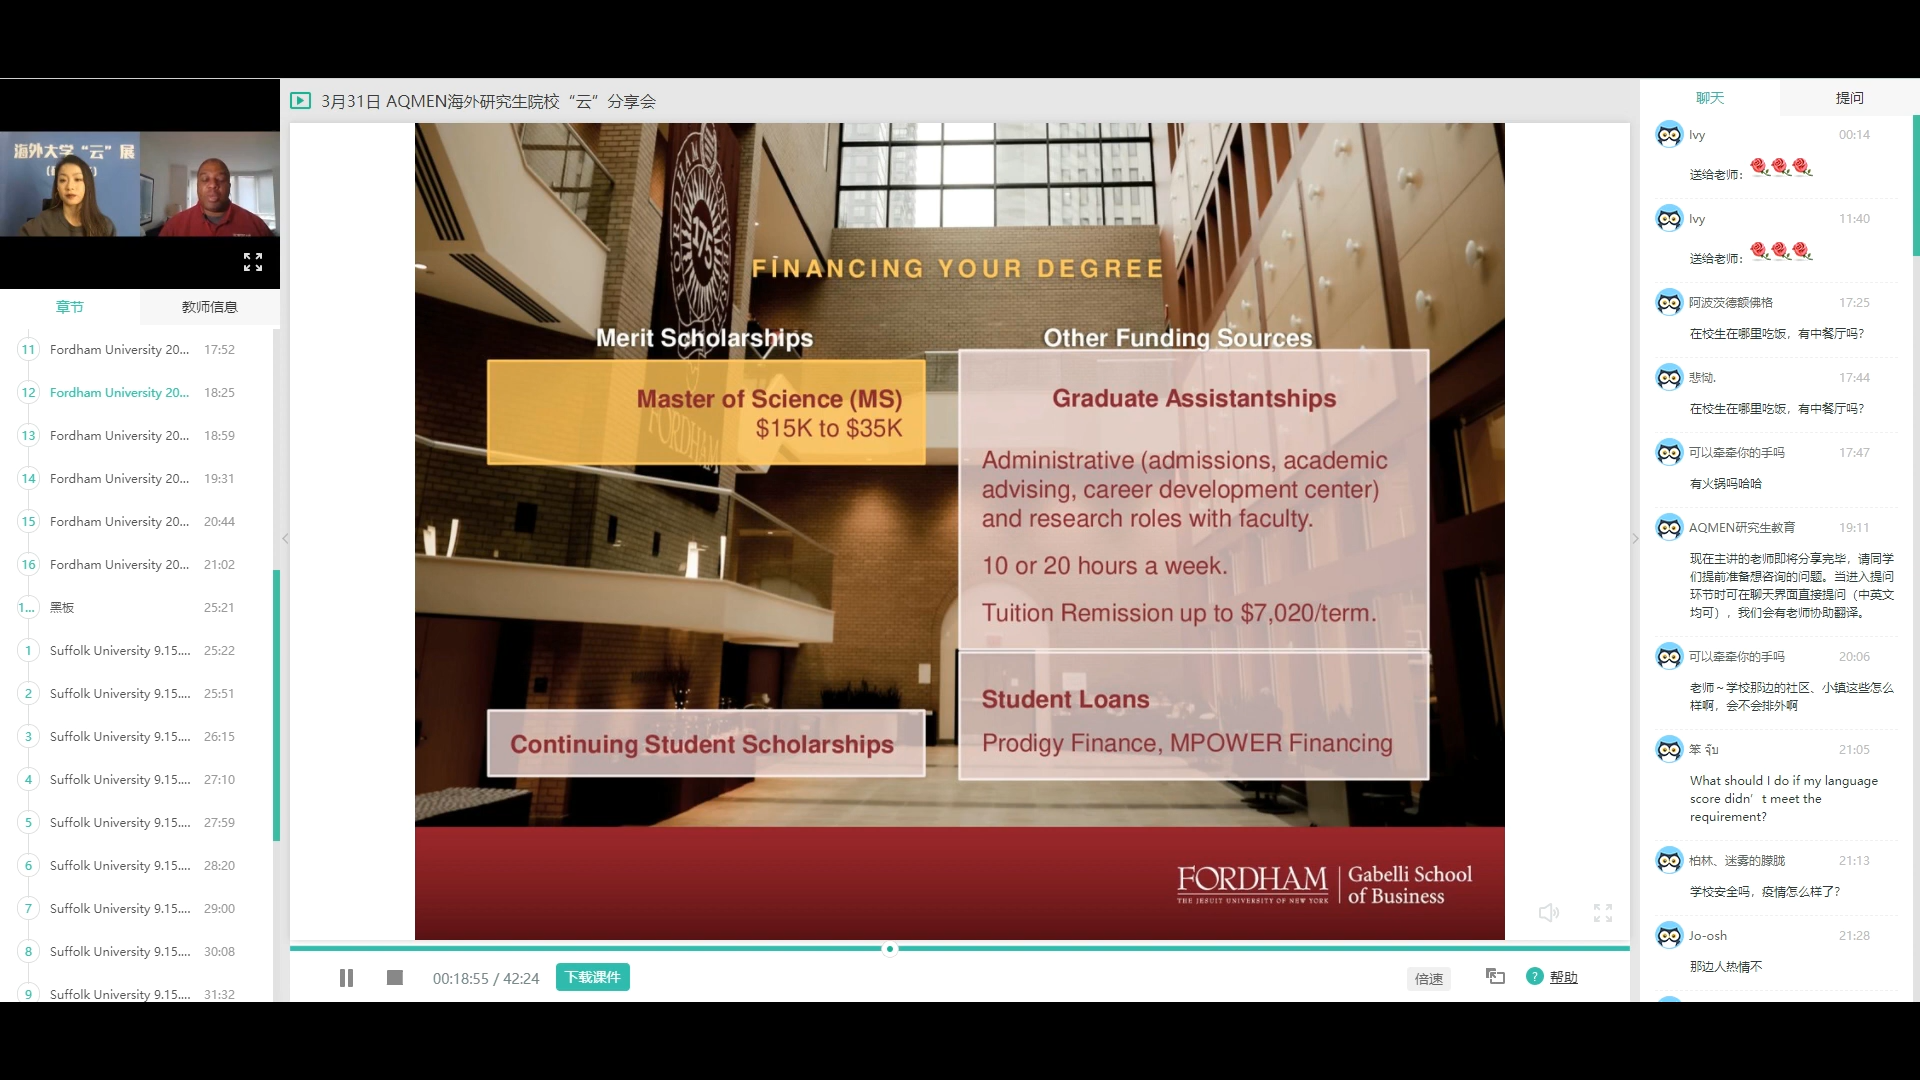 海外大学“云”展
章节
教师信息
11 Fordham University 20... 17:52
12 Fordham University 20... 18:25
13 Fordham University 20... 18:59
14 Fordham University 20... 19:31
15 Fordham University 20... 20:44
16 Fordham University 20... 21:02
1... 黑板 25:21
1 Suffolk University 9.15.... 25:22
2 Suffolk University 9.15.... 25:51
3 Suffolk University 9.15.... 26:15
4 Suffolk University 9.15.... 27:10
5 Suffolk University 9.15.... 27:59
6 Suffolk University 9.15.... 28:20
7 Suffolk University 9.15.... 29:00
8 Suffolk University 9.15.... 30:08
9 Suffolk University 9.15.... 31:32
3月31日 AQMEN海外研究生院校“云”分享会
FINANCING YOUR DEGREE
Merit Scholarships
Master of Science (MS)
$15K to $35K
Continuing Student Scholarships
Other Funding Sources
Graduate Assistantships
Administrative (admissions, academic
advising, career development center)
and research roles with faculty.
10 or 20 hours a week.
Tuition Remission up to $7,020/term.
Student Loans
Prodigy Finance, MPOWER Financing
FORDHAM
THE JESUIT UNIVERSITY OF NEW YORK
Gabelli School
of Business
00:18:55 / 42:24
下载课件
倍速
? 帮助
聊天
提问
Ivy 00:14
送给老师:
Ivy 11:40
送给老师:
阿波茨德额佛格 17:25
在校生在哪里吃饭，有中餐厅吗？
悲恸. 17:44
在校生在哪里吃饭，有中餐厅吗？
可以牵牵你的手吗 17:47
有火锅吗哈哈
AQMEN研究生教育 19:11
现在主讲的老师即将分享完毕，请同学
们提前准备想咨询的问题。当进入提问
环节时可在聊天界面直接提问（中英文
均可），我们会有老师协助翻译。
可以牵牵你的手吗 20:06
老师～学校那边的社区、小镇这些怎么
样啊，会不会排外啊
笨 21:05
What should I do if my language
score didn’t meet the
requirement?
柏林、迷雾的朦胧 21:13
学校安全吗，疫情怎么样了？
Jo-osh 21:28
那边人热情不